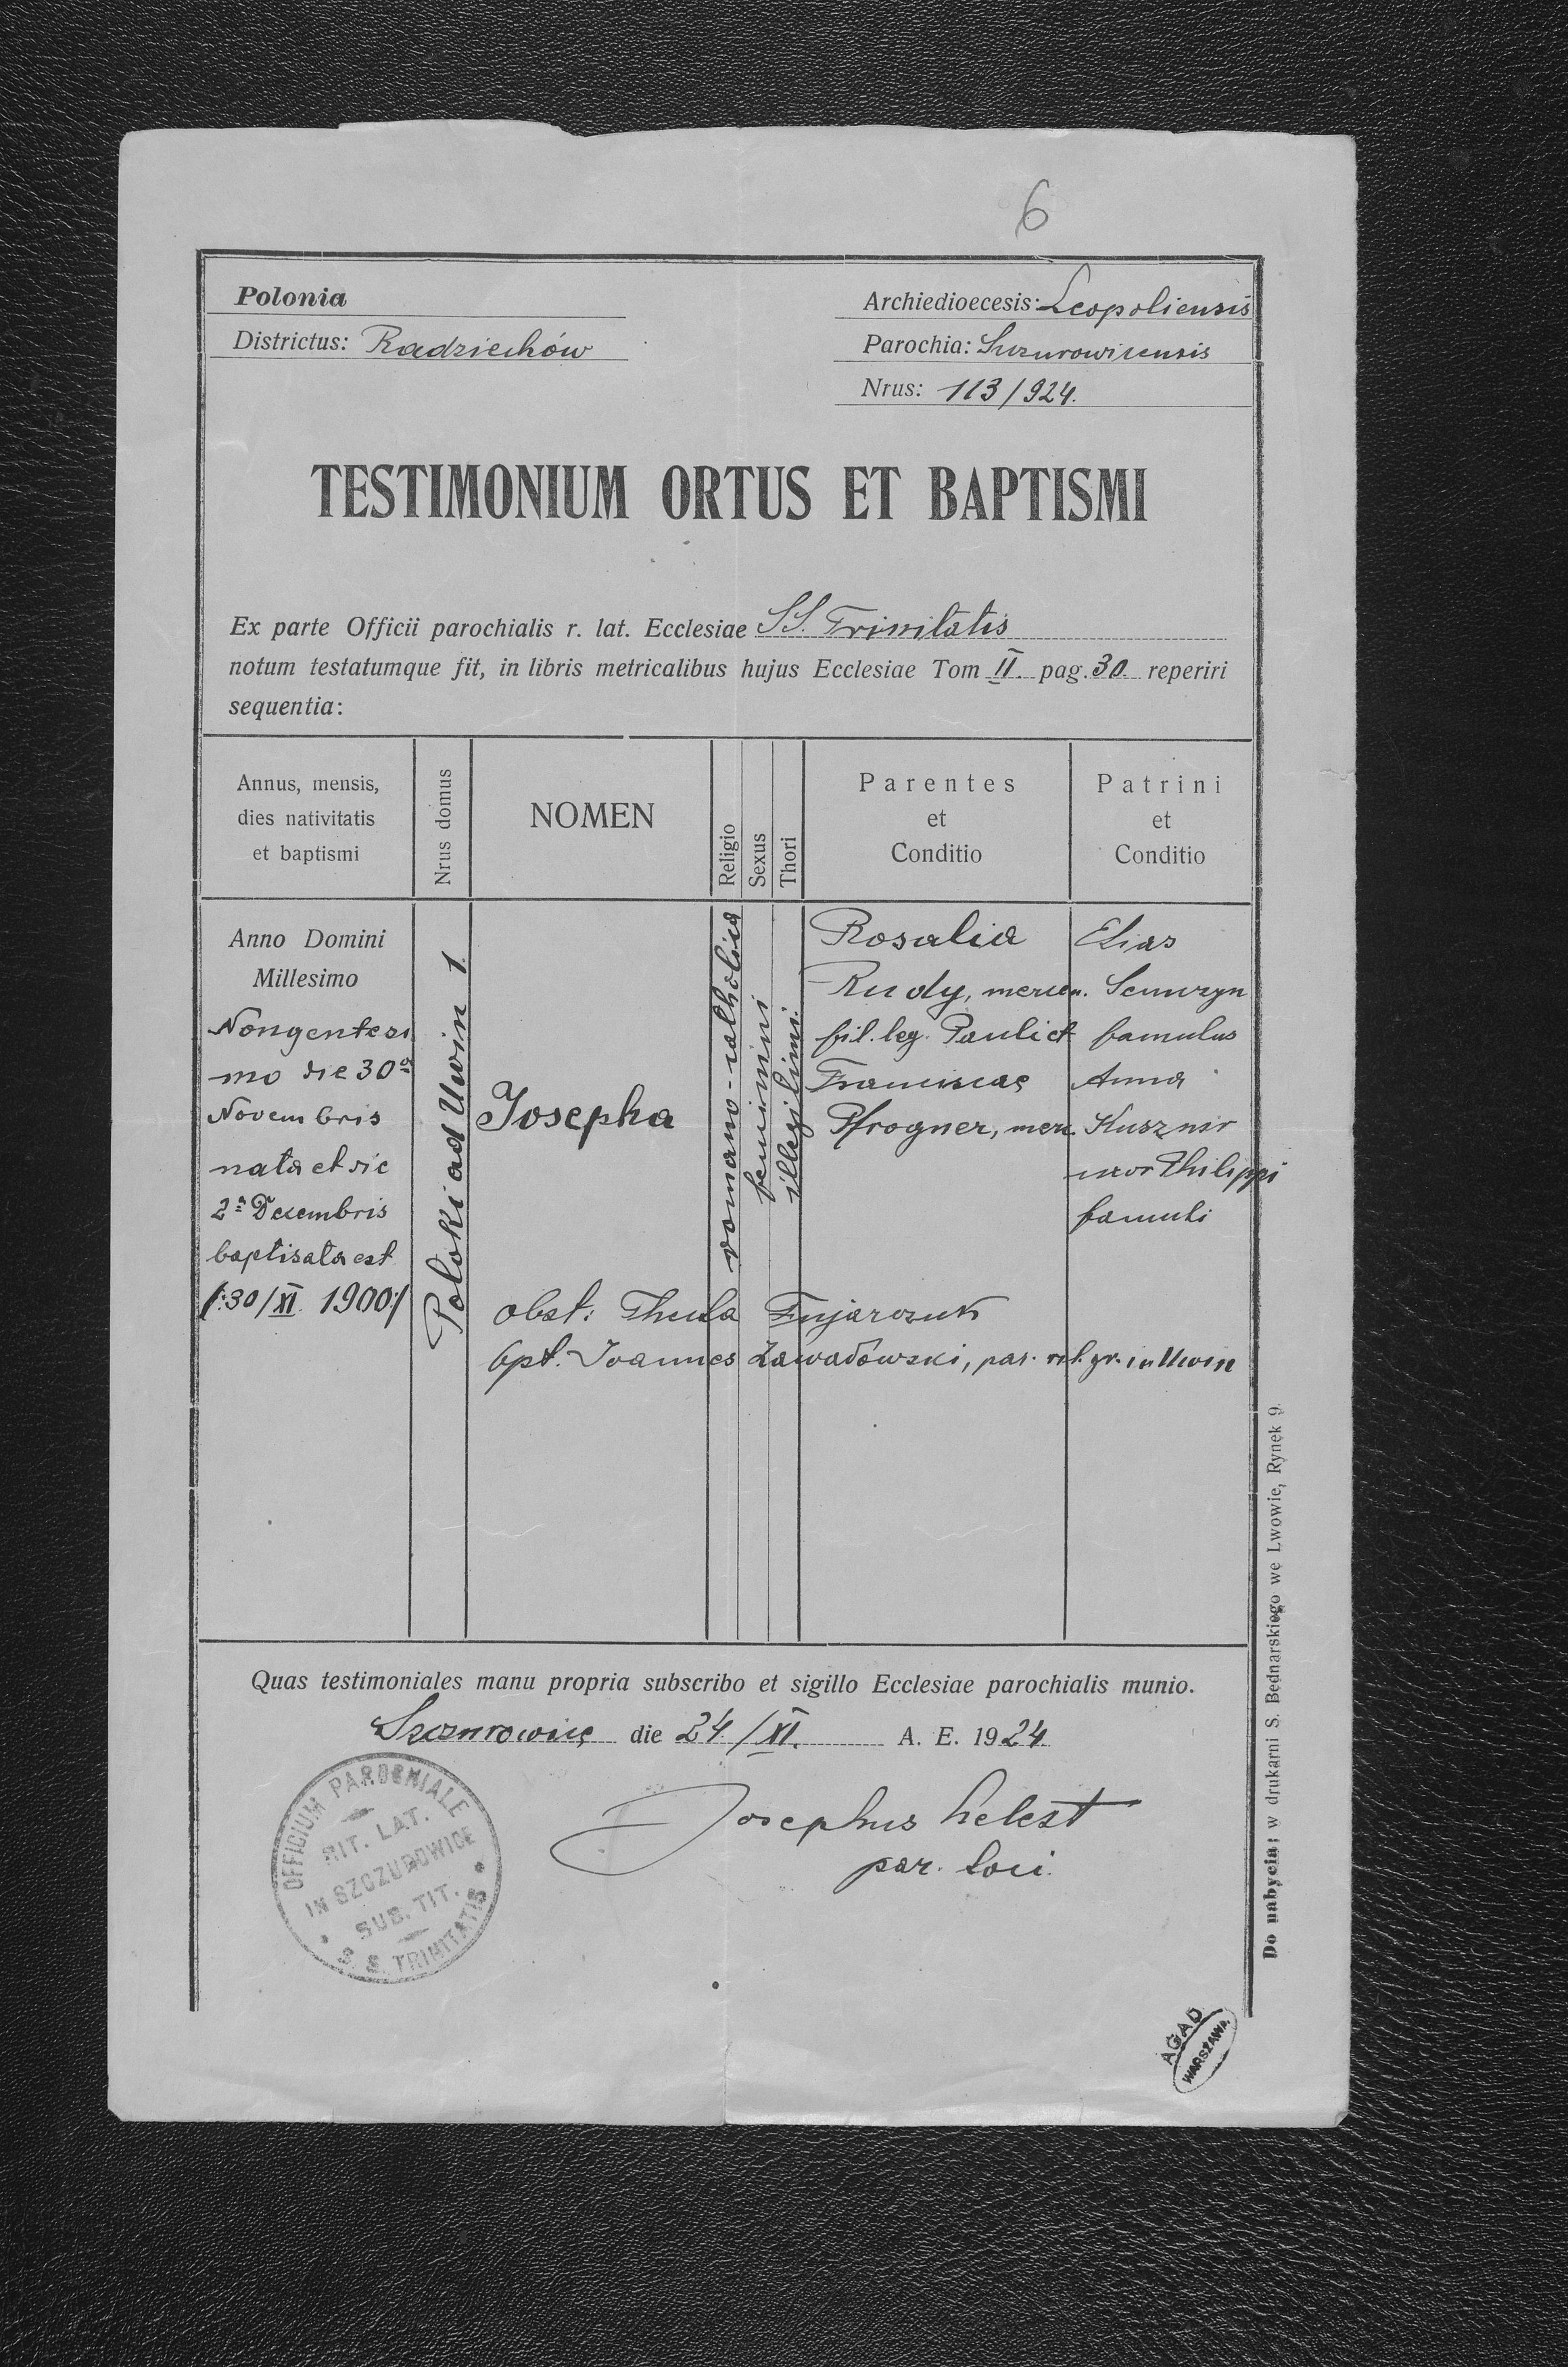 6
Polonia
Districtus: Radziechów
Archiedioecesis: Leopoliensis
Parochia: Szczurowicensis
Nrus: 113/924.
TESTIMONIUM ORTUS ET BAPTISMI
Ex parte Officii parochialis r. lat. Ecclesiae SS. Trinitatis
notum testatumque fit, in libris metricalibus hujus Ecclesiae Tom II. pag. 30. reperiri
sequentia:
Annus, mensis,
dies nativitatis
et baptismi
Nrus domus
NOMEN
Religio
Sexus
Thori
Parentes
et
Conditio
Patrini
et
Conditio
Anno Domini
Millesimo
Nongentesi
mo die 30ª
Novembris
nata et die
2ª Decembris
baptisata est
/:30/XI. 1900:/
Potoki ad Uwin 1.
Josepha
romano-catholica
feminini
illegitimi.
Rosalia
Rudy, mercen.
fil. leg. Pauli et
Franciscae
Pfrogner, merc.
Elias
famulus
Anna
Kusznir
uxor Philippi
famuli
obst: Thecla Fujarczuk
bpt. Joannes Zawadowski, par. rit. gr. in Uwin
Quas testimoniales manu propria subscribo et sigillo Ecclesiae parochialis munio.
Szczurowice die 24./XI. A. E. 1924.
Josephus
par. loci.
OFFICIUM PAROCHIALE
RIT. LAT.
IN SZCZUROWICE
SUB. TIT.
S. S. TRINITATIS
Do nabycia: w drukarni S. Bednarskiego we Lwowie, Rynek 9.
AGAD
WARSZAWA